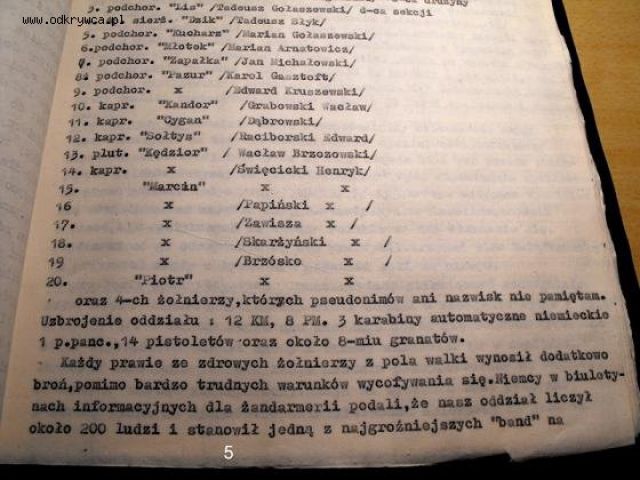 www.odkrywca.pl
drużyny
3. podchor. "Lis" /Tadeusz Gołaszewski/ d-ca sekcji
sierż. "Dzik" /Tadeusz Słyk/
5. podchor. "Kucharz" /Marian Gołaszewski/
6.podchor. "Młotek" /Marian Arnatowicz/
7. podchor. "Zapałka" /Jan Michałowski/
8. podchor. "Pazur" /Karol Gasztoft/
9. podchor. x /Edward Kruszewski/
10. kapr. "Kandor" /Grabowski Wacław/
11. kapr. "Cygan" /Dąbrowski/
12. kapr. "Sołtys" /Raciborski Edward/
13. plut. "Kędzior" / Wacław Brzozowski/
14. kapr. x /Święcicki Henryk/
15. "Marcin" x x
16 x /Papiński x /
17. x /Zawisza x /
18. x /Skarżyński x /
19 x /Brzósko x /
20. "Piotr" x x
oraz 4-ch żołnierzy,których pseudonimów ani nazwisk nie pamiętam.
Uzbrojenie oddziału : 12 KM, 8 PM. 3 karabiny automatyczne niemieckie
1 p.panc.,14 pistoletów oraz około 8-miu granatów.
Każdy prawie ze zdrowych żołnierzy z pola walki wynosił dodatkowo
broń,pomimo bardzo trudnych warunków wycofywania się.Niemcy w biulety-
nach informacyjnych dla żandarmerii podali,że nasz oddział liczył
około 200 ludzi i stanowił jedną z najgroźniejszych "band" na
5